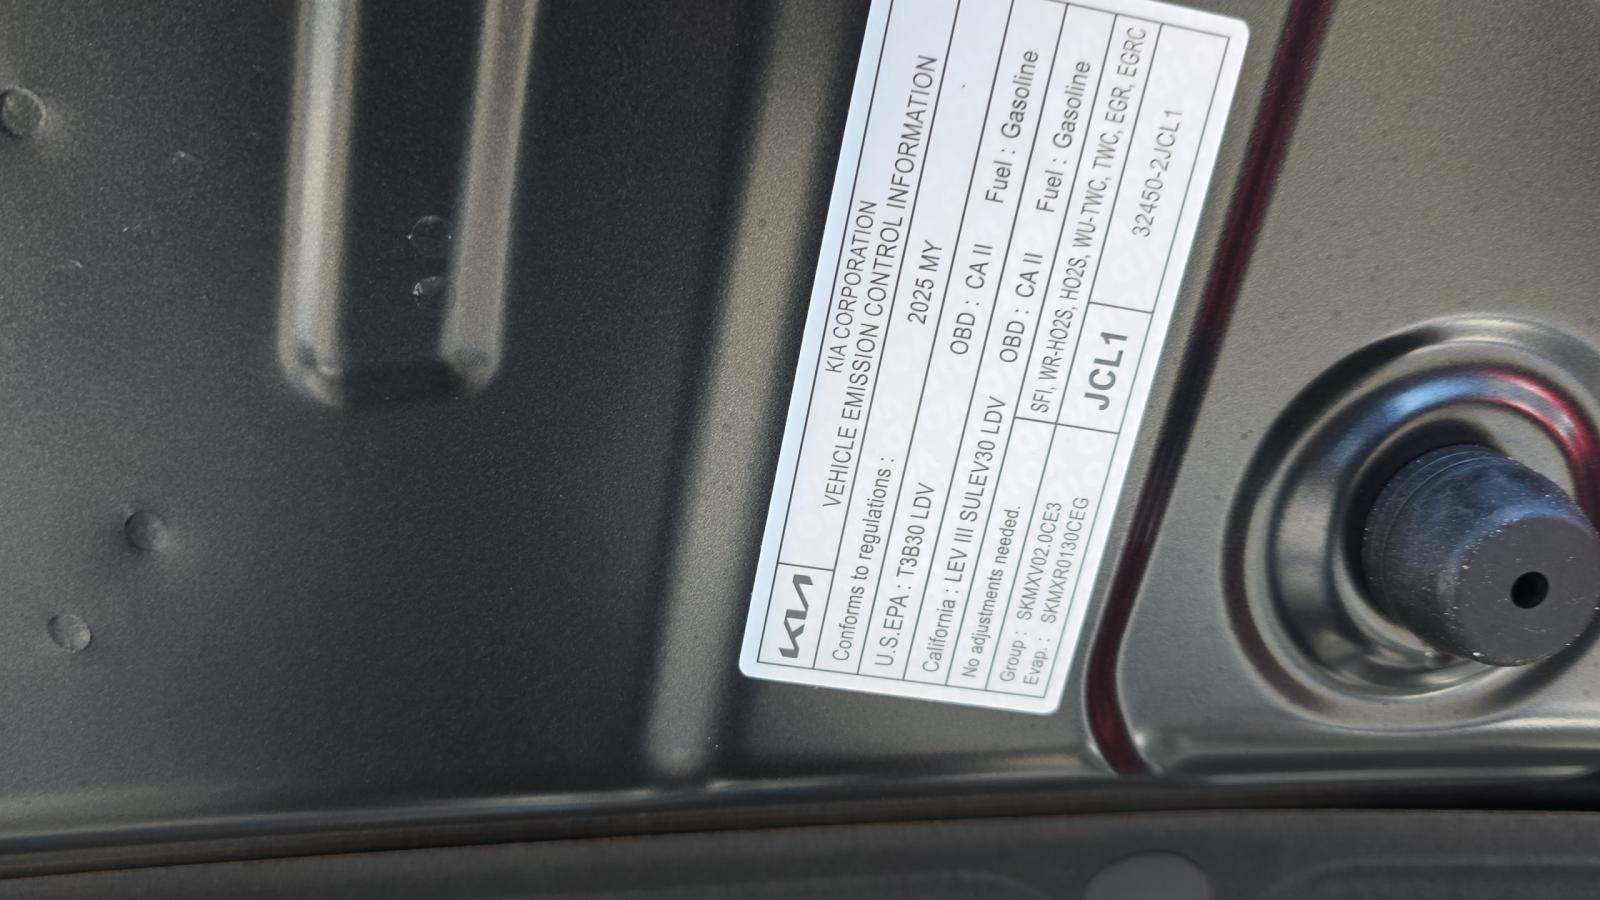 KIA
KIA CORPORATION
VEHICLE EMISSION CONTROL INFORMATION
Conforms to regulations : 2025 MY
U.S.EPA : T3B30 LDV OBD : CA II Fuel : Gasoline
California : LEV III SULEV30 LDV OBD : CA II Fuel : Gasoline
No adjustments needed. SFI, WR-HO2S, HO2S, WU-TWC, TWC, EGR, EGRC
Group : SKMXV02.0CE3
Evap. : SKMXR0130CEG
JCL1
32450-2JCL1